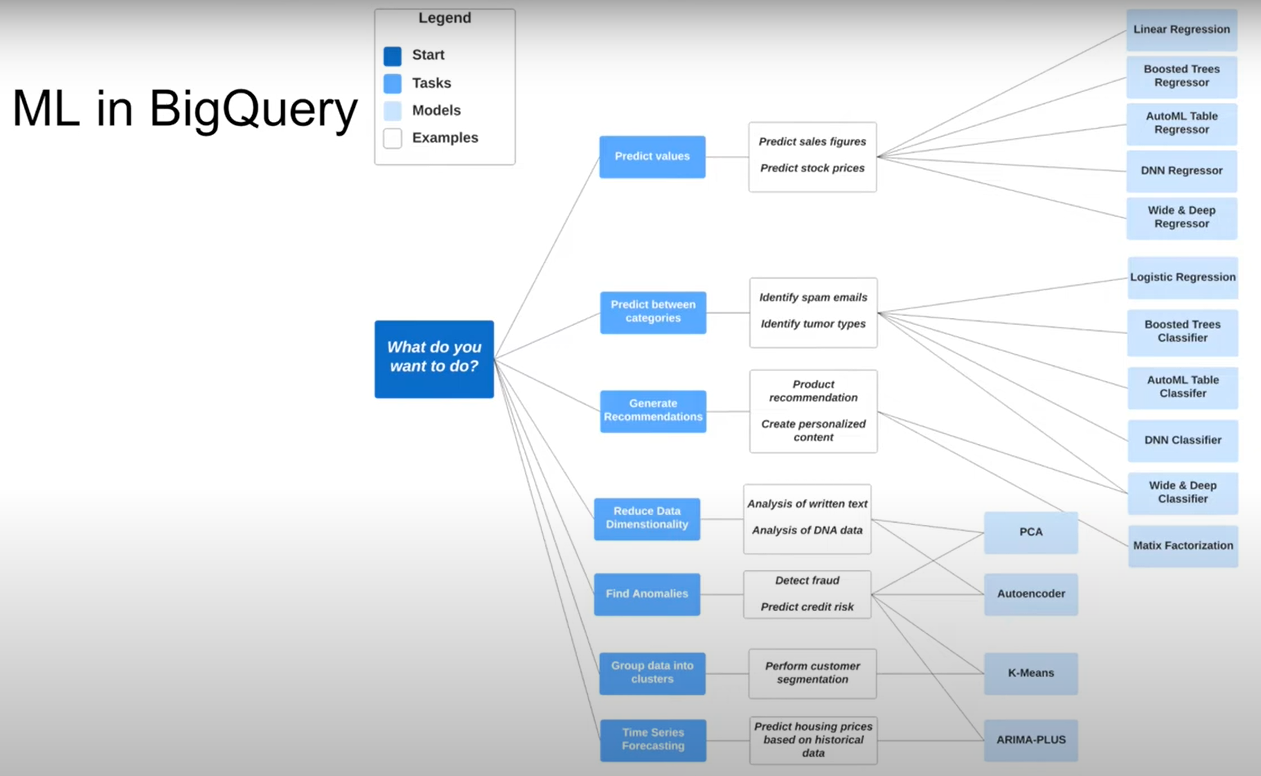 ML in BigQuery
Legend
Start
Tasks
Models
Examples
What do you
want to do?
Predict values
Predict sales figures
Predict stock prices
Linear Regression
Boosted Trees
Regressor
AutoML Table
Regressor
DNN Regressor
Wide & Deep
Regressor
Predict between
categories
Identify spam emails
Identify tumor types
Logistic Regression
Boosted Trees
Classifier
AutoML Table
Classifer
DNN Classifier
Wide & Deep
Classifier
Generate
Recommendations
Product
recommendation
Create personalized
content
Matix Factorization
Reduce Data
Dimenstionality
Analysis of written text
Analysis of DNA data
PCA
Find Anomalies
Detect fraud
Predict credit risk
Autoencoder
Group data into
clusters
Perform customer
segmentation
K-Means
Time Series
Forecasting
Predict housing prices
based on historical
data
ARIMA-PLUS